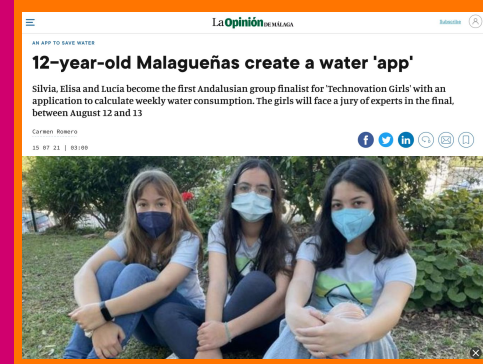 La Opinión DE MÁLAGA
Subscribe
AN APP TO SAVE WATER
12-year-old Malagueñas create a water 'app'
Silvia, Elisa and Lucía become the first Andalusian group finalist for 'Technovation Girls' with an
application to calculate weekly water consumption. The girls will face a jury of experts in the final,
between August 12 and 13
Carmen Romero
15 07 21 | 03:00